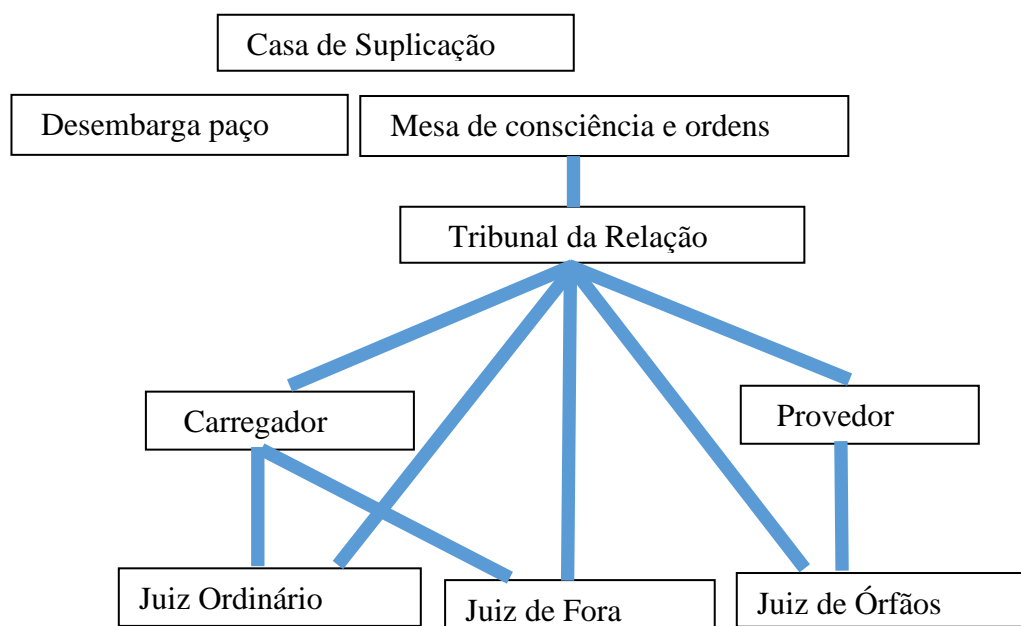 Casa de Suplicação
Desembarga paço
Mesa de consciência e ordens
Tribunal da Relação
Carregador
Provedor
Juiz Ordinário
Juiz de Fora
Juiz de Órfãos